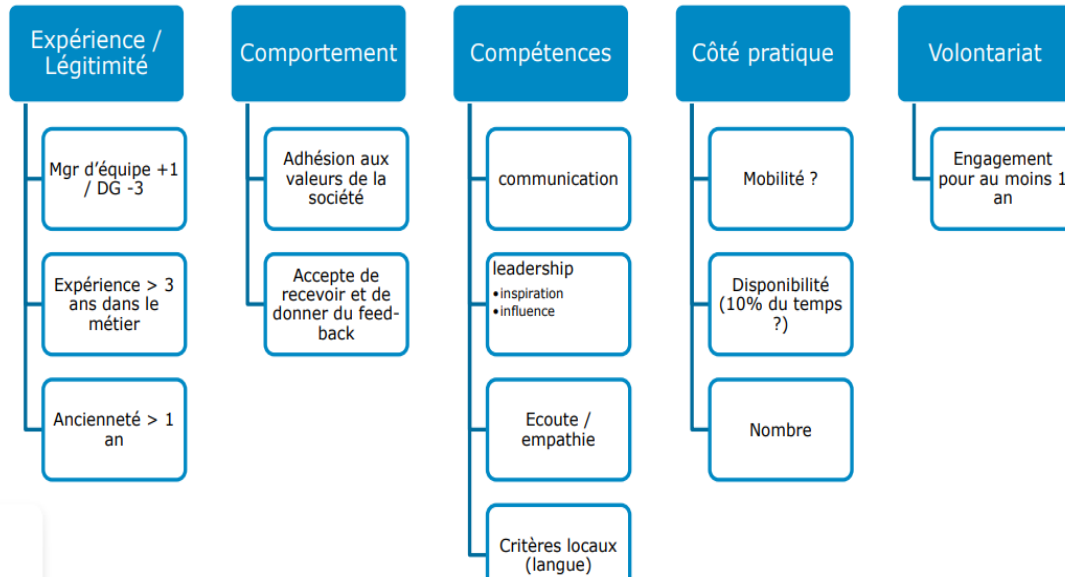 Expérience /
Légitimité
Mgr d'équipe +1
/ DG -3
Expérience > 3
ans dans le
métier
Ancienneté > 1
an
Comportement
Adhésion aux
valeurs de la
société
Accepte de
recevoir et de
donner du feed-
back
Compétences
communication
leadership
•inspiration
•influence
Ecoute /
empathie
Critères locaux
(langue)
Côté pratique
Mobilité ?
Disponibilité
(10% du temps
?)
Nombre
Volontariat
Engagement
pour au moins 1
an